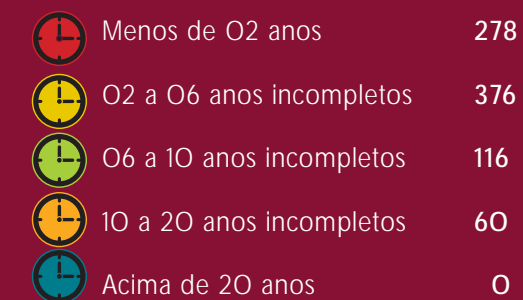 Menos de 02 anos 278
02 a 06 anos incompletos 376
06 a 10 anos incompletos 116
10 a 20 anos incompletos 60
Acima de 20 anos 0